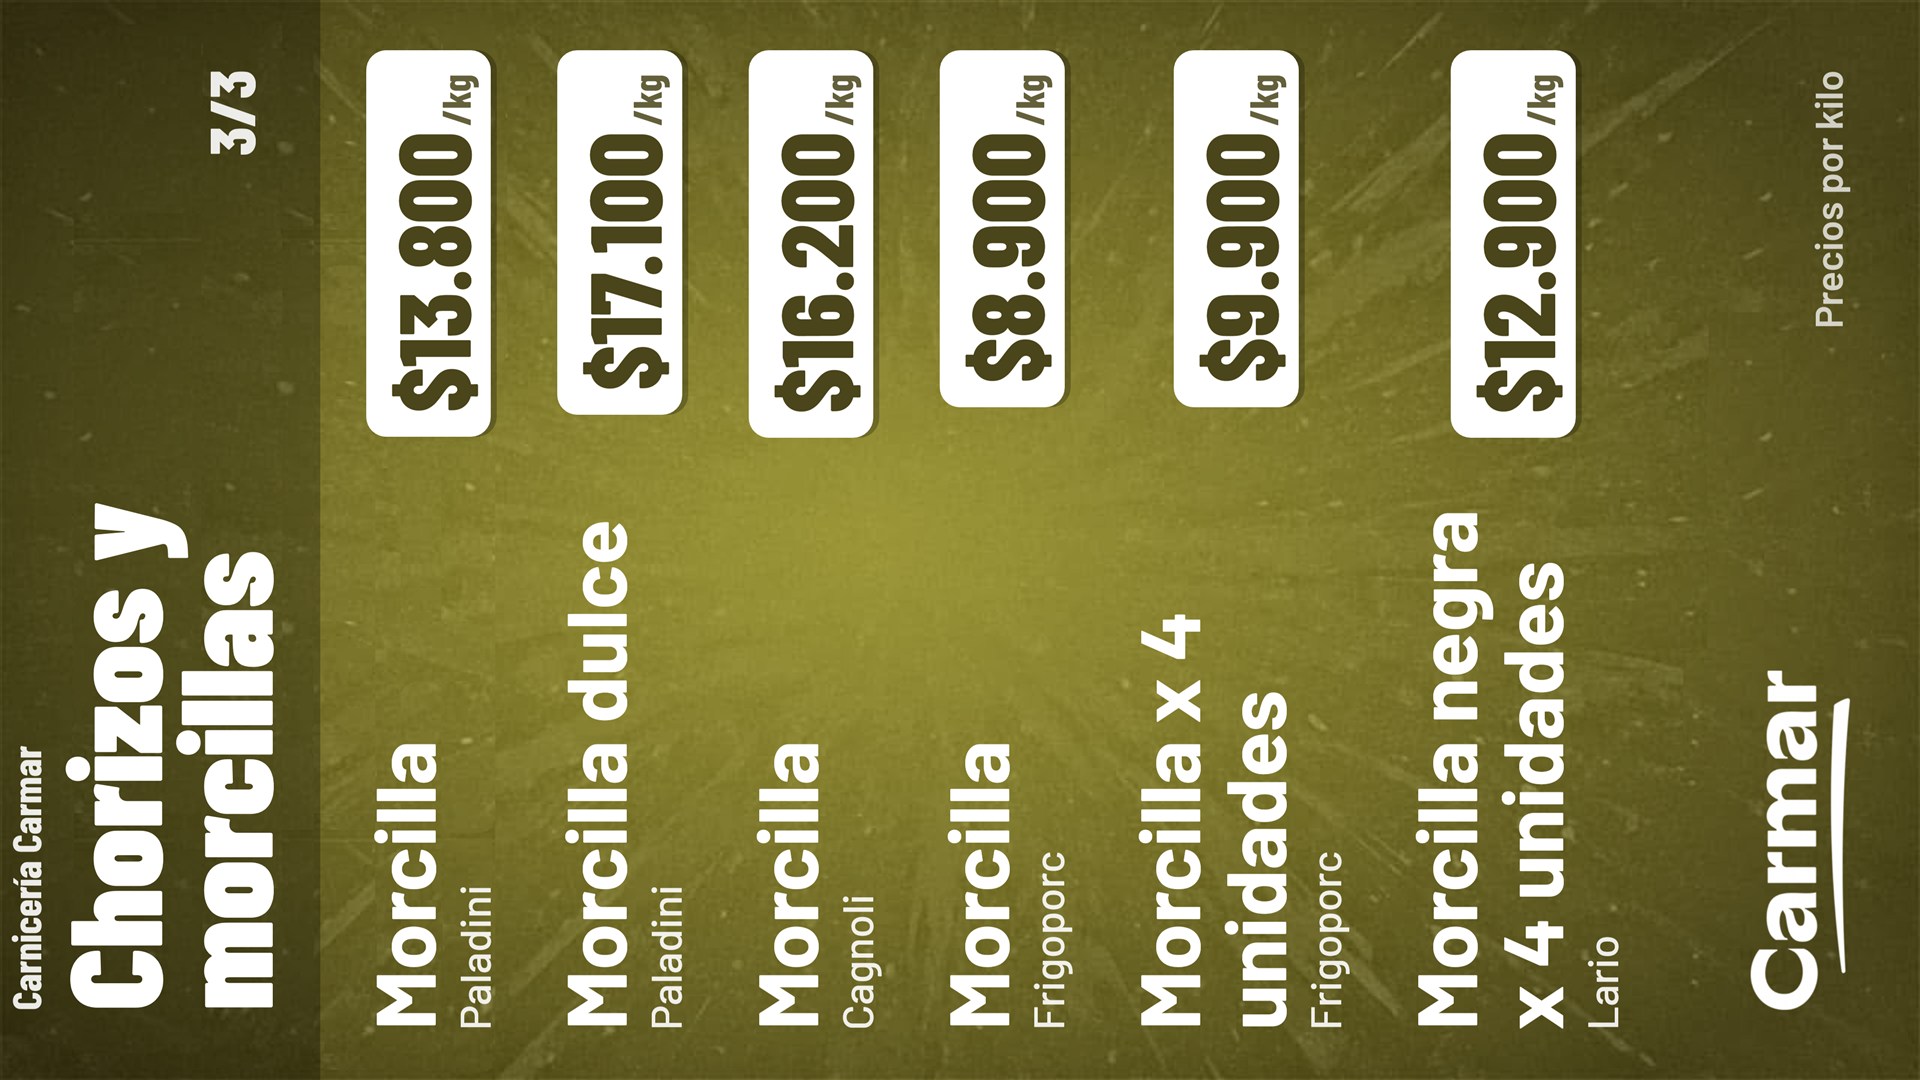 Carnicería Carmar
Chorizos y
morcillas
3/3
Morcilla
Paladini
$13.800/kg
Morcilla dulce
Paladini
$17.100/kg
Morcilla
Cagnoli
$16.200/kg
Morcilla
Frigoporc
$8.900/kg
Morcilla x 4
unidades
Frigoporc
$9.900/kg
Morcilla negra
x 4 unidades
Lario
$12.900/kg
Carmar
Precios por kilo